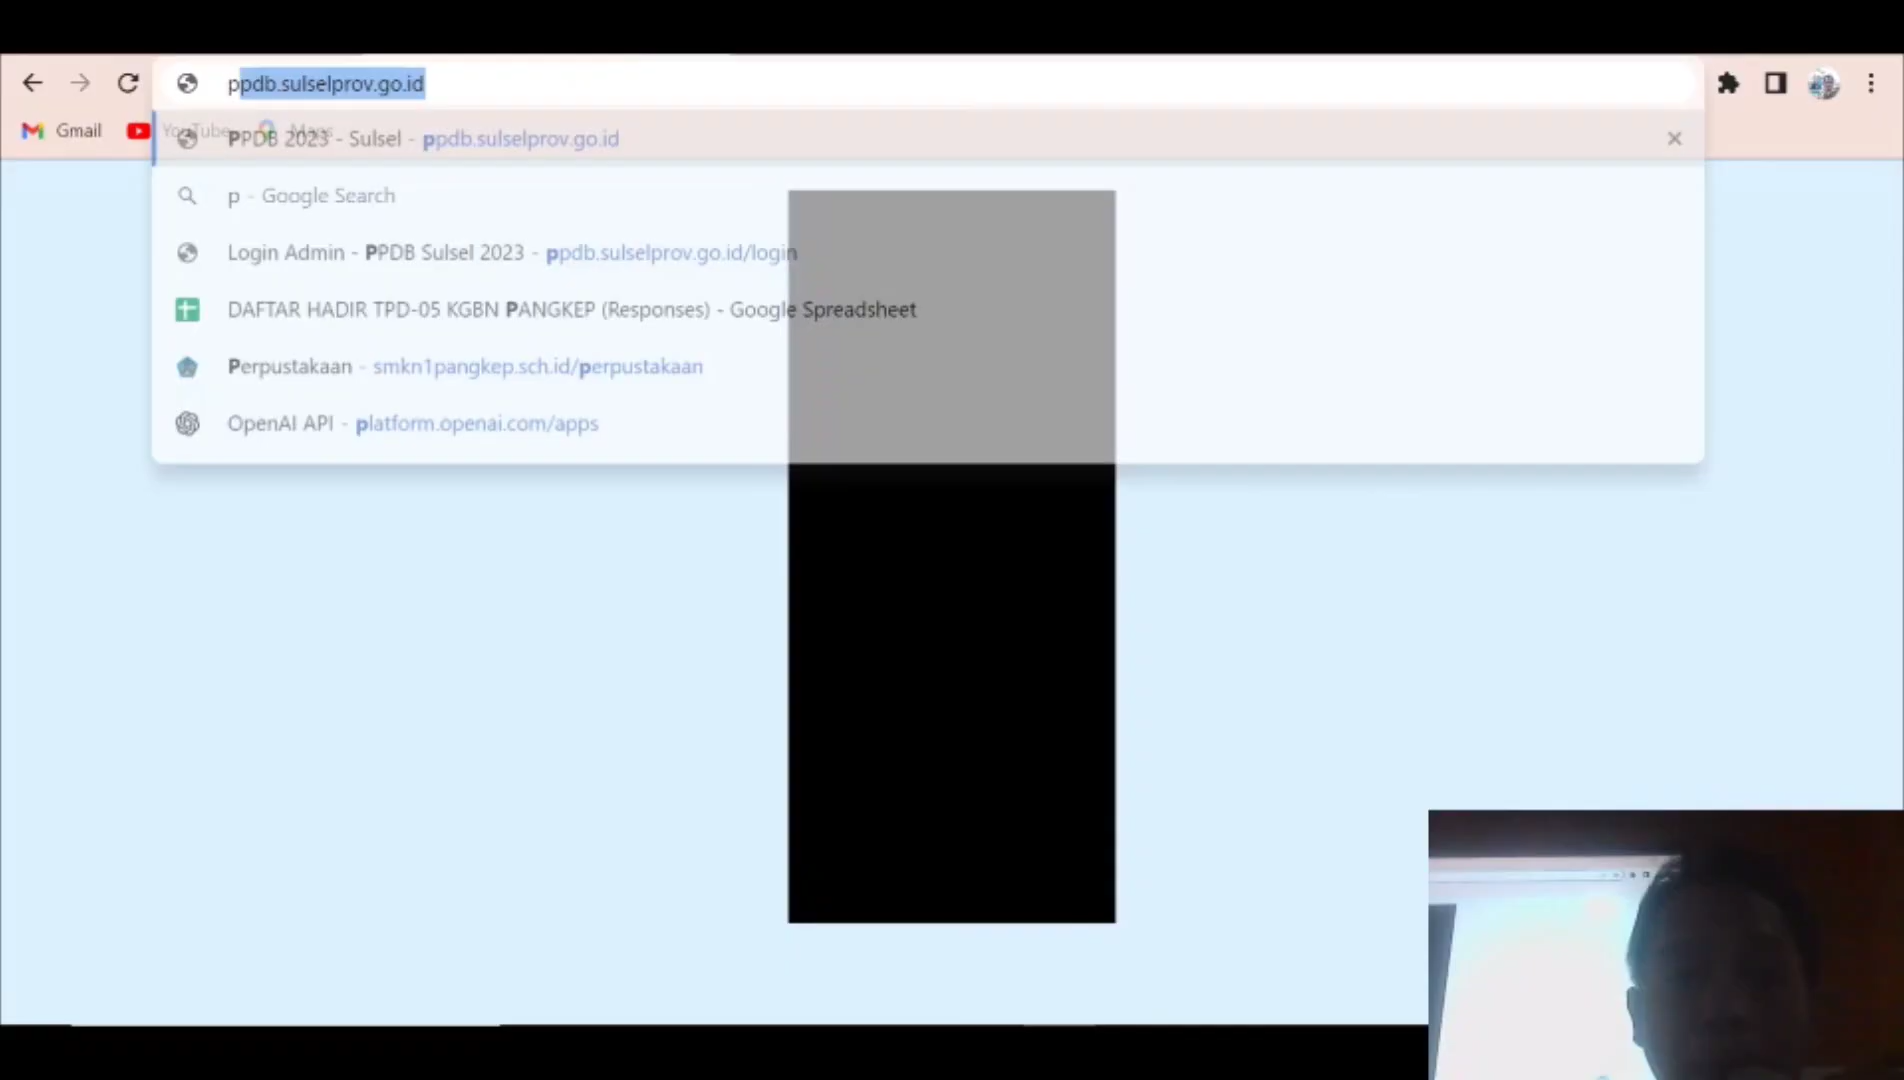 ppdb.sulselprov.go.id
Gmail YouTube Maps
PPDB 2023 - Sulsel - ppdb.sulselprov.go.id
p - Google Search
Login Admin - PPDB Sulsel 2023 - ppdb.sulselprov.go.id/login
DAFTAR HADIR TPD-05 KGBN PANGKEP (Responses) - Google Spreadsheet
Perpustakaan - smkn1pangkep.sch.id/perpustakaan
OpenAI API - platform.openai.com/apps